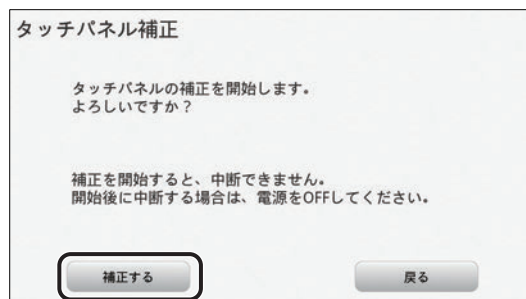 タッチパネル補正
タッチパネルの補正を開始します。
よろしいですか？
補正を開始すると、中断できません。
開始後に中断する場合は、電源をOFFしてください。
補正する
戻る